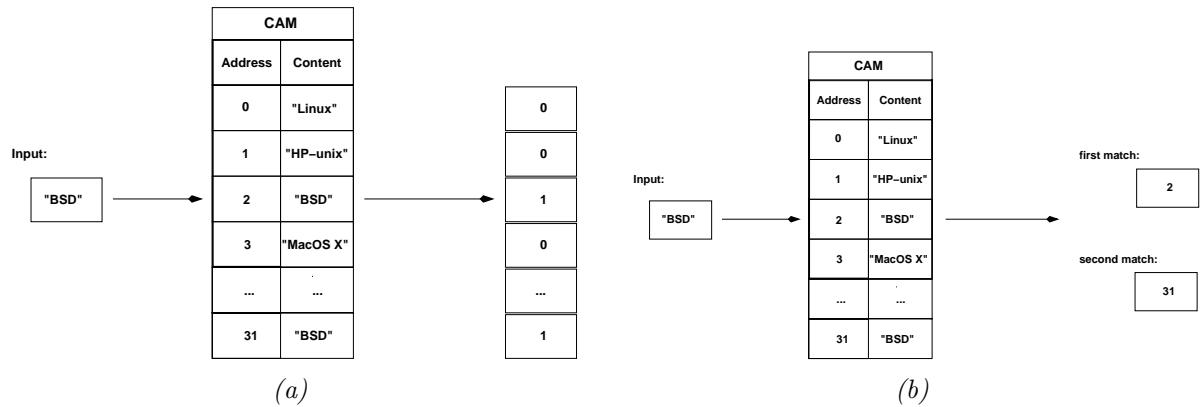 CAM
Address Content
0 "Linux"
1 "HP–unix"
2 "BSD"
3 "MacOS X"
... ...
31 "BSD"
Input:
"BSD"
0
0
1
0
...
1
(a)
CAM
Address Content
0 "Linux"
1 "HP–unix"
2 "BSD"
3 "MacOS X"
... ...
31 "BSD"
Input:
"BSD"
first match:
2
second match:
31
(b)